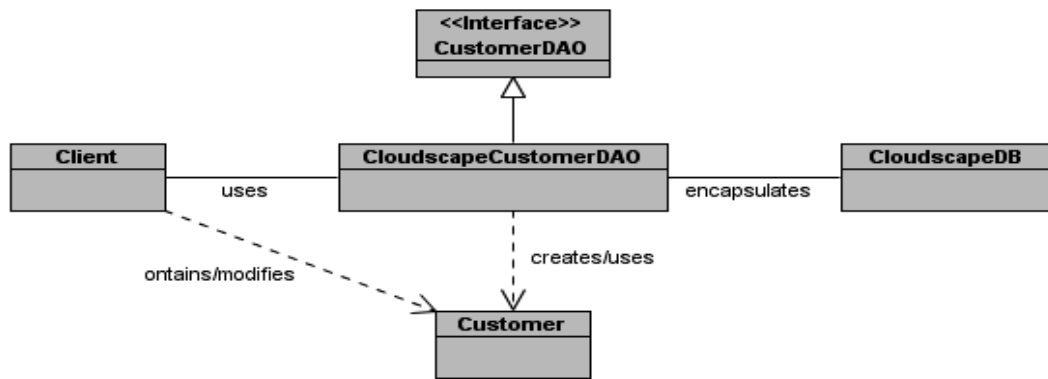 <<Interface>>
CustomerDAO
Client
CloudscapeCustomerDAO
CloudscapeDB
uses
encapsulates
creates/uses
ontains/modifies
Customer